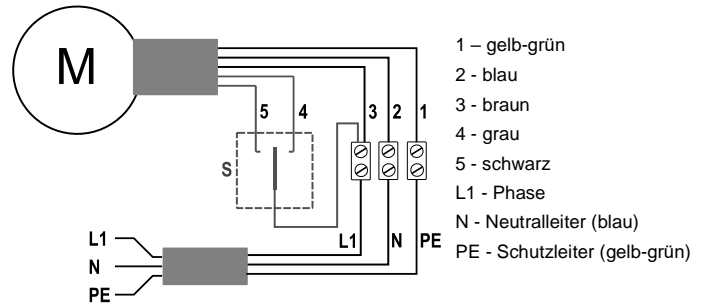 M
5 4 3 2 1
S
L1 N PE
L1
N
PE
1 – gelb-grün
2 - blau
3 - braun
4 - grau
5 - schwarz
L1 - Phase
N - Neutralleiter (blau)
PE - Schutzleiter (gelb-grün)